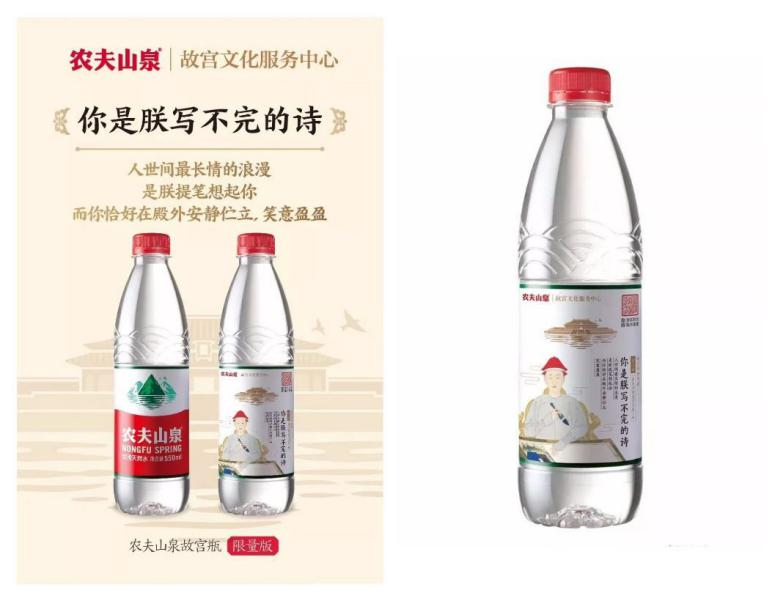 农夫山泉® | 故宫文化服务中心
你是朕写不完的诗
人世间最长情的浪漫
是朕提笔想起你
而你恰好在殿外安静伫立,笑意盈盈
农夫山泉
NONGFU SPRING
550ml
农夫山泉
你是朕写不完的诗
农夫山泉故宫瓶 限量版
农夫山泉 | 故宫文化服务中心
你是朕写不完的诗